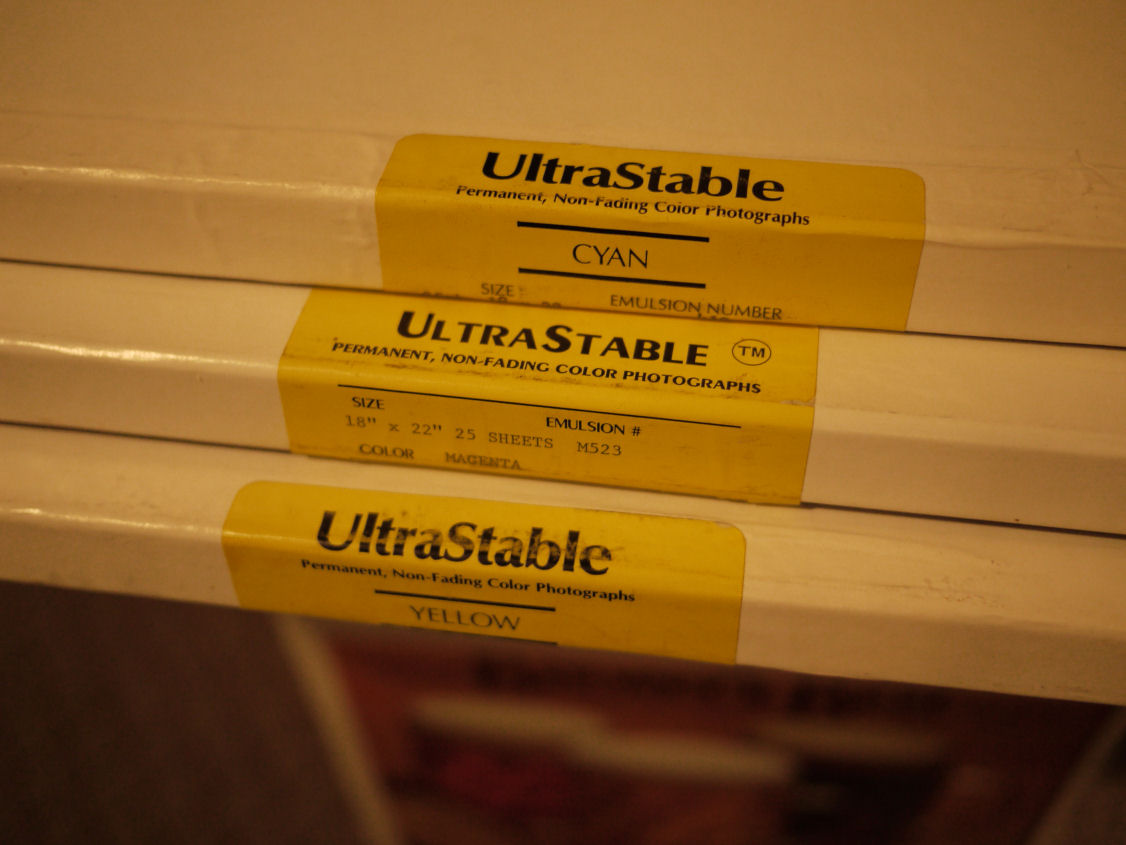 UltraStable
Permanent, Non-Fading Color Photographs
CYAN
SIZE EMULSION NUMBER
ULTRASTABLE TM
PERMANENT, NON-FADING COLOR PHOTOGRAPHS
SIZE EMULSION #
18" x 22" 25 SHEETS M523
COLOR MAGENTA
UltraStable
Permanent, Non-Fading Color Photographs
YELLOW